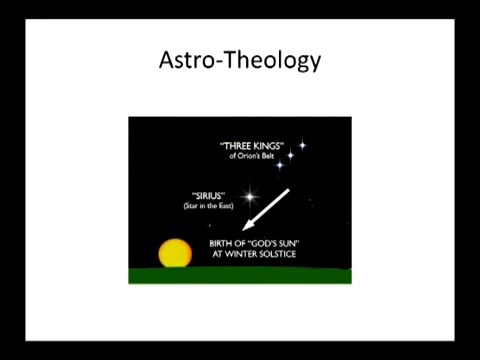 Astro-Theology
"THREE KINGS"
of Orion's Belt
"SIRIUS"
(Star in the East)
BIRTH OF "GOD'S SUN"
AT WINTER SOLSTICE